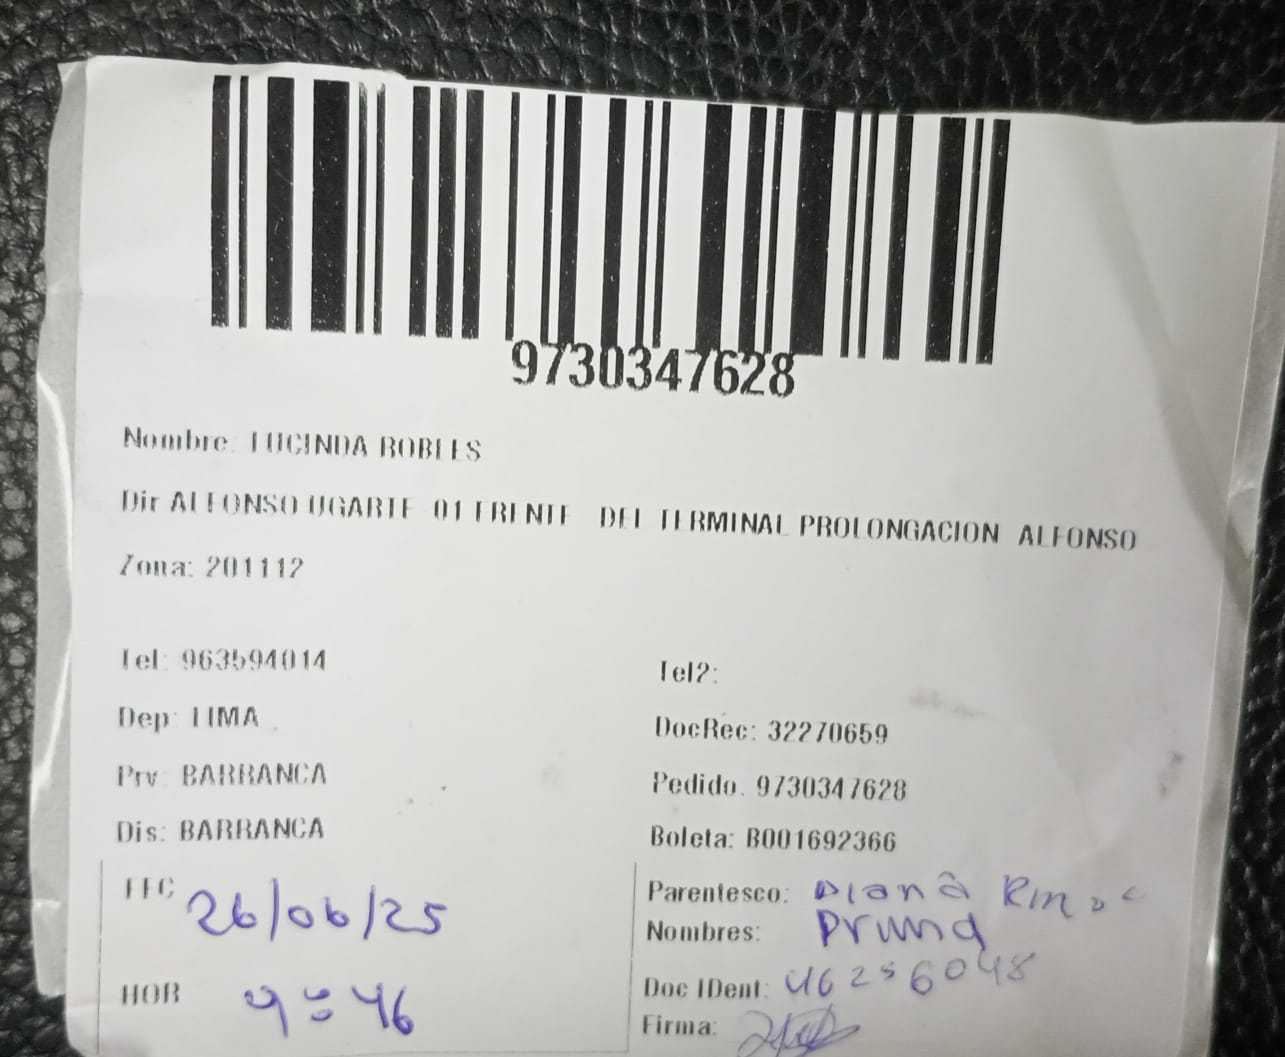 9730347628
Nombre: LUCINDA ROBLES
Dir ALFONSO UGARTE 01 FRENTE DEL TERMINAL PROLONGACION ALFONSO
Zona: 201112
Tel: 963594014
Tel2:
Dep: LIMA
DocRec: 32270659
Prv: BARRANCA
Pedido. 9730347628
Dis: BARRANCA
Boleta: B001692366
FEC 26/06/25
Parentesco: Diana
Nombres: Prima
HOR 9:46
Doc IDent: 46256048
Firma: